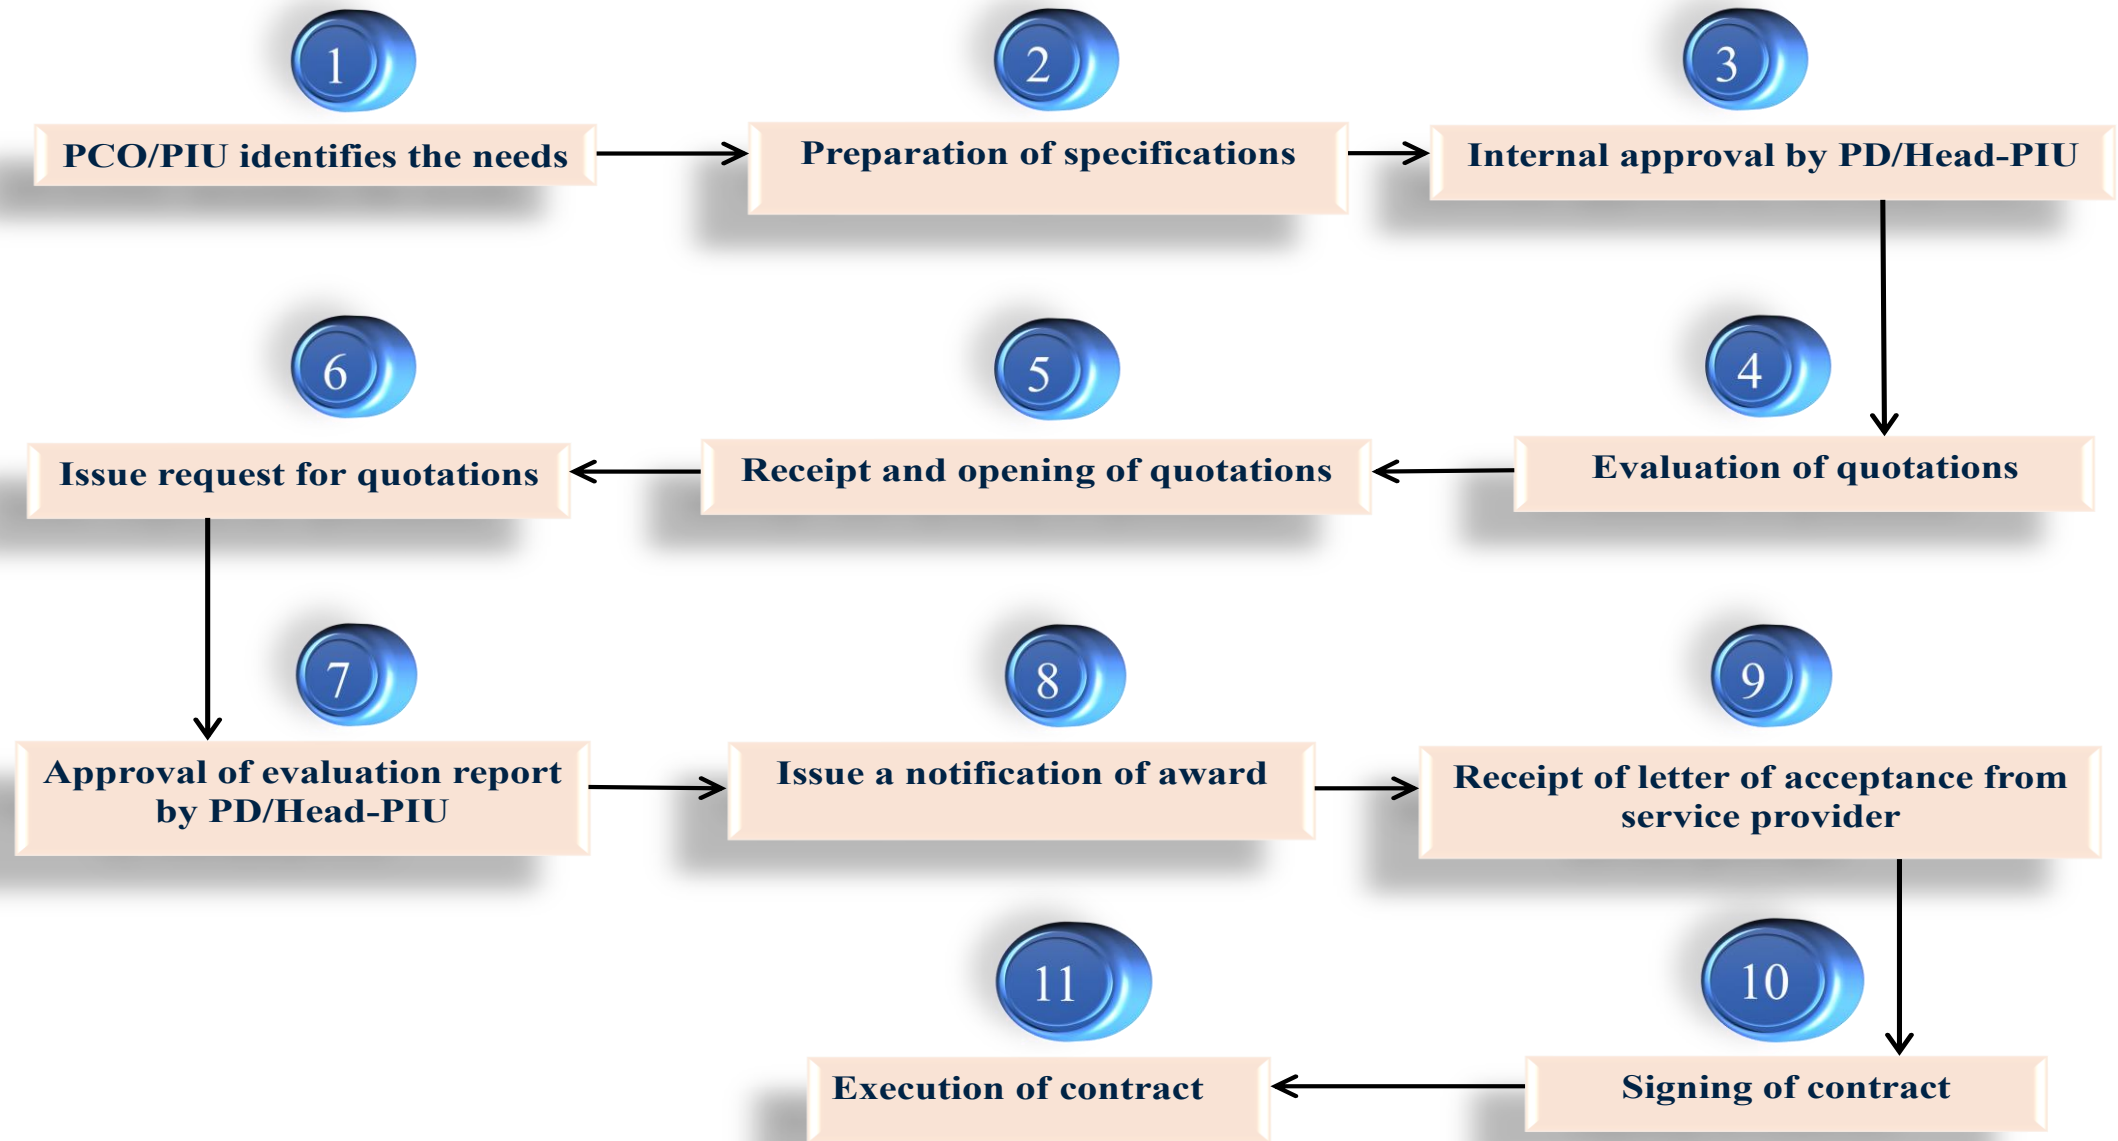 1
PCO/PIU identifies the needs
2
Preparation of specifications
3
Internal approval by PD/Head-PIU
4
Evaluation of quotations
5
Receipt and opening of quotations
6
Issue request for quotations
7
Approval of evaluation report
by PD/Head-PIU
8
Issue a notification of award
9
Receipt of letter of acceptance from
service provider
10
Signing of contract
11
Execution of contract